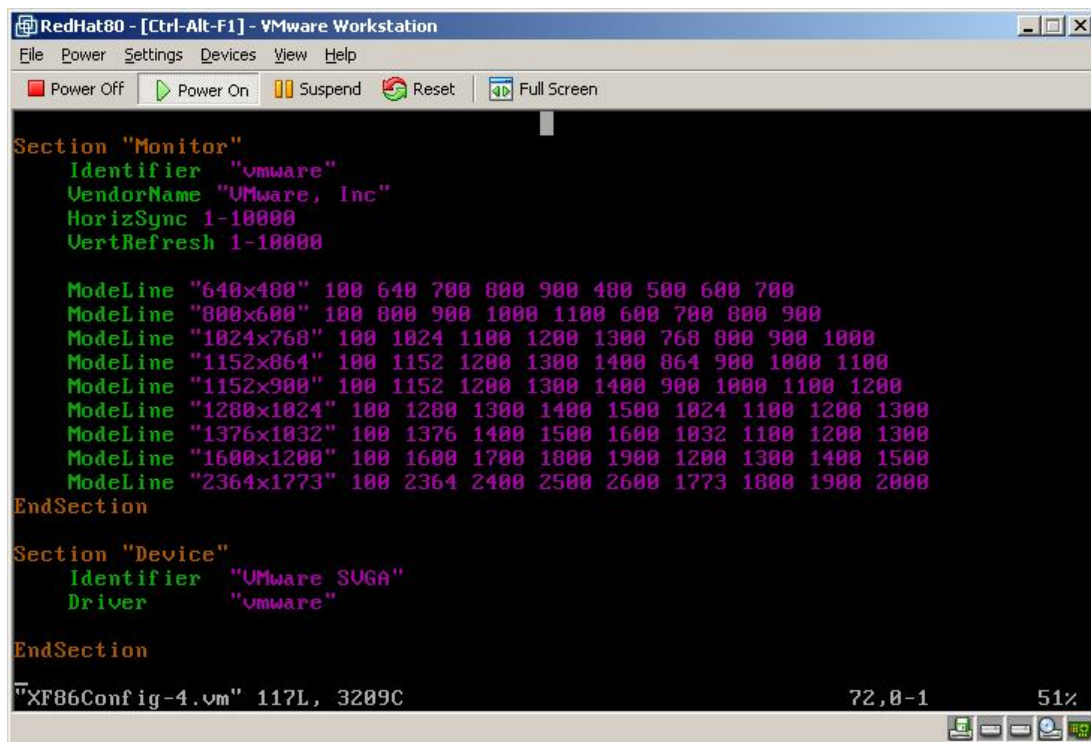 RedHat80 - [Ctrl-Alt-F1] - VMware Workstation
File Power Settings Devices View Help
Power Off Power On Suspend Reset Full Screen
Section "Monitor"
Identifier "vmware"
VendorName "VMware, Inc"
HorizSync 1-10000
VertRefresh 1-10000
ModeLine "640x480" 100 640 700 800 900 480 500 600 700
ModeLine "800x600" 100 800 900 1000 1100 600 700 800 900
ModeLine "1024x768" 100 1024 1100 1200 1300 768 800 900 1000
ModeLine "1152x864" 100 1152 1200 1300 1400 864 900 1000 1100
ModeLine "1152x900" 100 1152 1200 1300 1400 900 1000 1100 1200
ModeLine "1280x1024" 100 1280 1300 1400 1500 1024 1100 1200 1300
ModeLine "1376x1032" 100 1376 1400 1500 1600 1032 1100 1200 1300
ModeLine "1600x1200" 100 1600 1700 1800 1900 1200 1300 1400 1500
ModeLine "2364x1773" 100 2364 2400 2500 2600 1773 1800 1900 2000
EndSection
Section "Device"
Identifier "VMware SVGA"
Driver "vmware"
EndSection
"XF86Config-4.vm" 117L, 3209C 72,0-1 51%